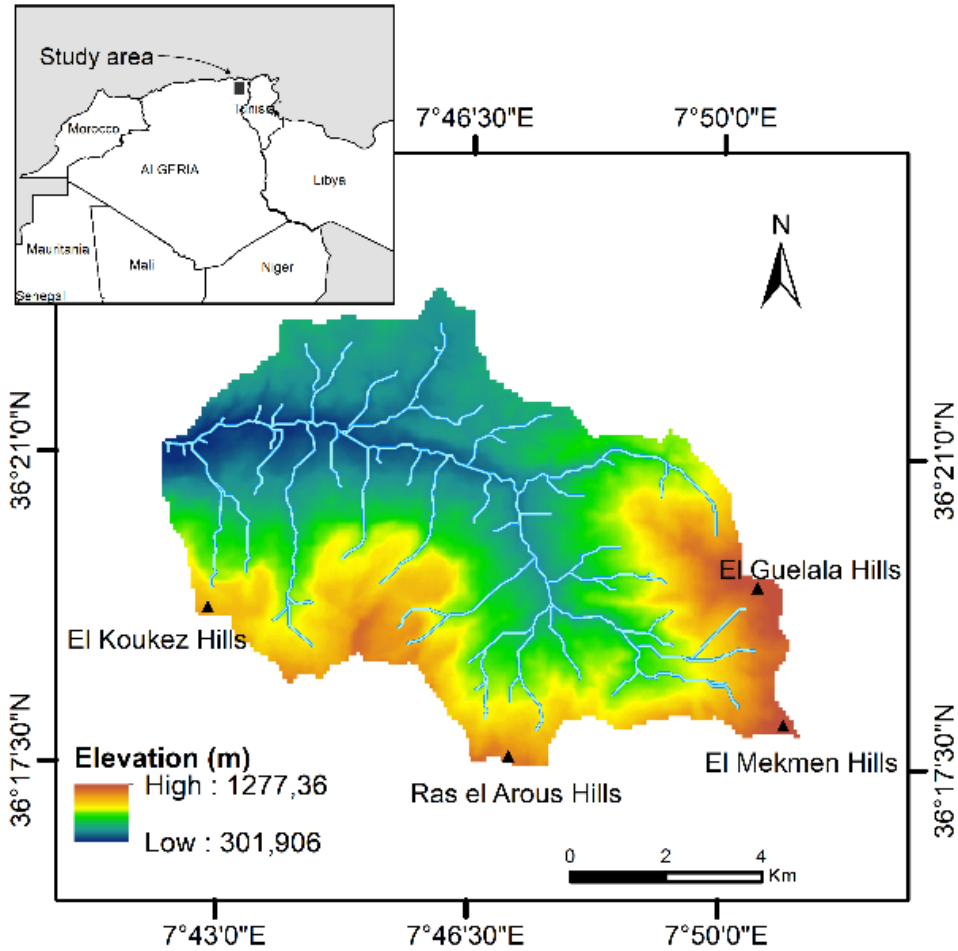 Study area
Tunisia
Morocco
ALGERIA
Libya
Mauritania
Mali
Niger
Senegal
7°46'30"E
7°50'0"E
N
36°21'0"N
36°21'0"N
El Guelala Hills
El Koukez Hills
36°17'30"N
36°17'30"N
Elevation (m)
High : 1277,36
Low : 301,906
Ras el Arous Hills
El Mekmen Hills
0 2 4
Km
7°43'0"E
7°46'30"E
7°50'0"E